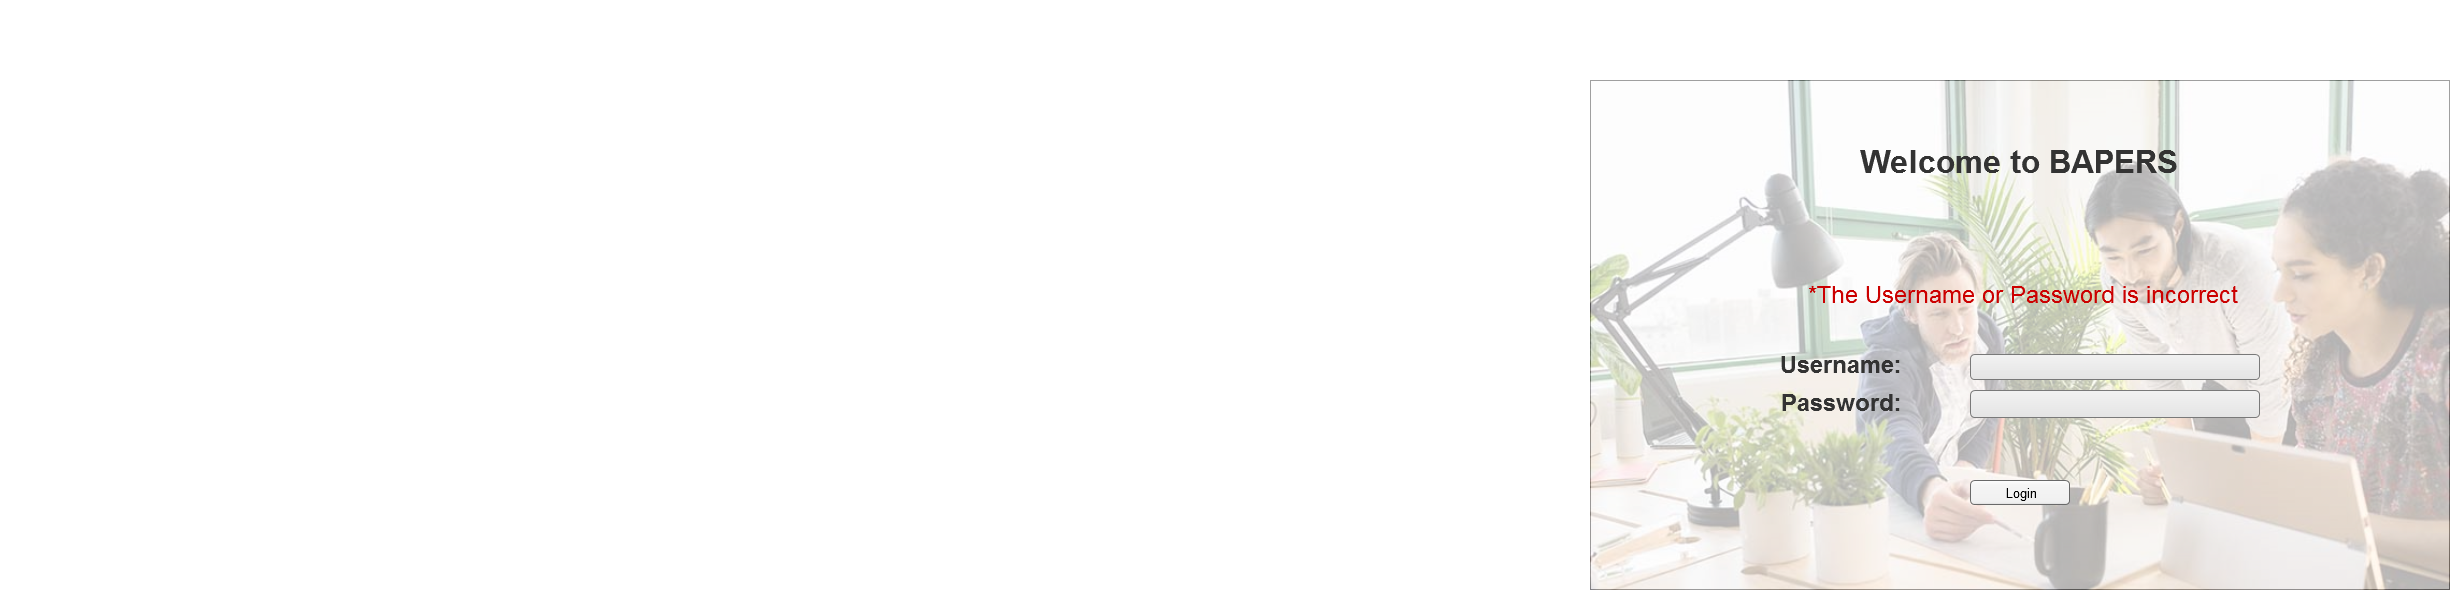 Welcome to BAPERS
*The Username or Password is incorrect
Username:
Password:
Login